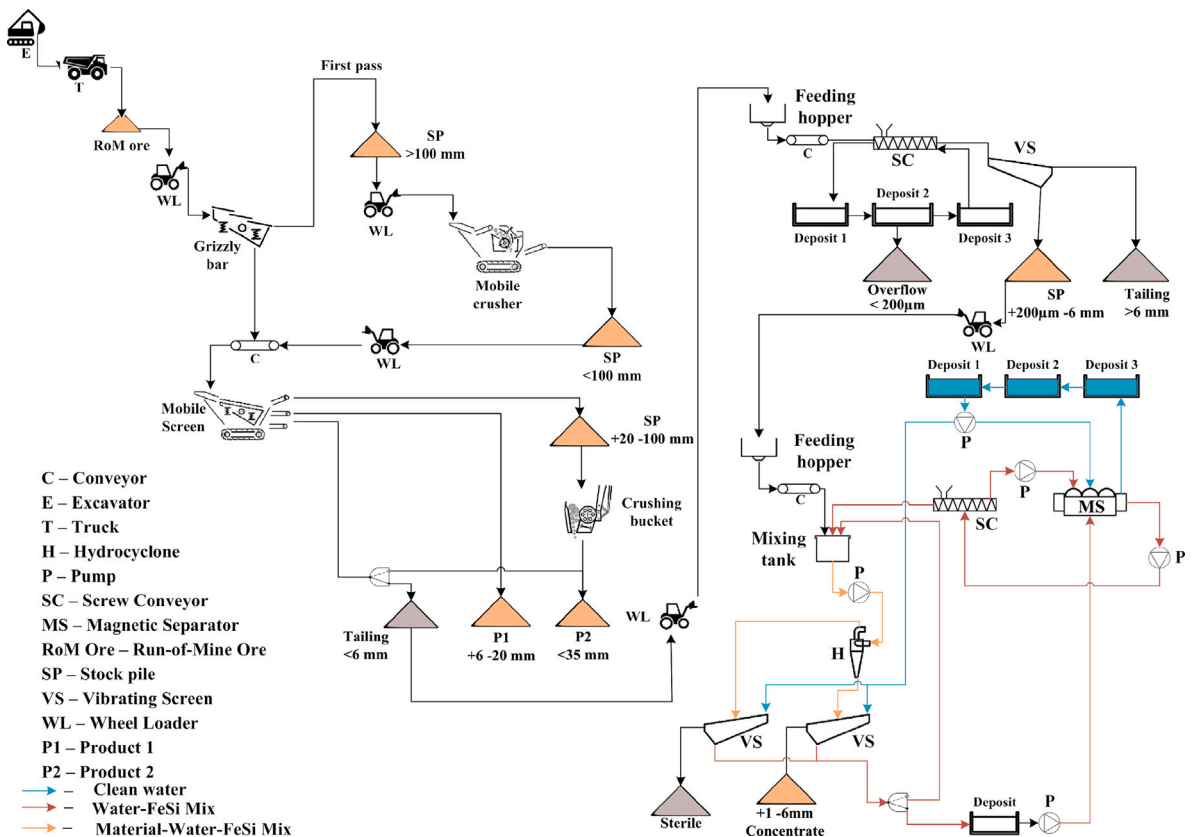 E
T
RoM ore
WL
Grizzly
bar
First pass
SP
>100 mm
WL
Mobile
crusher
SP
<100 mm
WL
C
Mobile
Screen
SP
+20 -100 mm
Crushing
bucket
Tailing
<6 mm
P1
+6 -20 mm
P2
<35 mm
WL
Feeding
hopper
C
SC
VS
Deposit 1
Deposit 2
Deposit 3
Overflow
< 200µm
SP
+200µm -6 mm
Tailing
>6 mm
WL
Deposit 1
Deposit 2
Deposit 3
P
Feeding
hopper
C
Mixing
tank
SC
P
MS
P
P
H
VS
VS
Sterile
+1 -6mm
Concentrate
Deposit
P
C – Conveyor
E – Excavator
T – Truck
H – Hydrocyclone
P – Pump
SC – Screw Conveyor
MS – Magnetic Separator
RoM Ore – Run-of-Mine Ore
SP – Stock pile
VS – Vibrating Screen
WL – Wheel Loader
P1 – Product 1
P2 – Product 2
– Clean water
– Water-FeSi Mix
– Material-Water-FeSi Mix